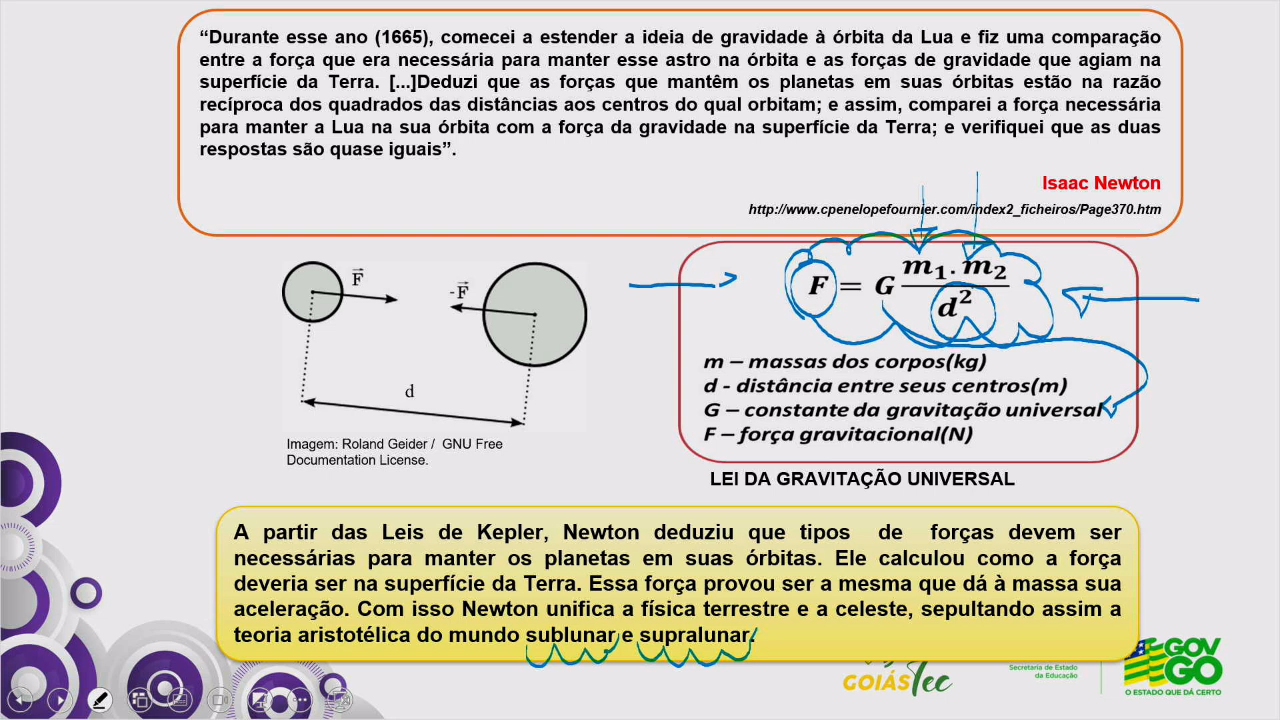 “Durante esse ano (1665), comecei a estender a ideia de gravidade à órbita da Lua e fiz uma comparação
entre a força que era necessária para manter esse astro na órbita e as forças de gravidade que agiam na
superfície da Terra. [...]Deduzi que as forças que mantêm os planetas em suas órbitas estão na razão
recíproca dos quadrados das distâncias aos centros do qual orbitam; e assim, comparei a força necessária
para manter a Lua na sua órbita com a força da gravidade na superfície da Terra; e verifiquei que as duas
respostas são quase iguais”.
Isaac Newton
http://www.cpenelopefournier.com/index2_ficheiros/Page370.htm
F
-F
d
Imagem: Roland Geider / GNU Free
Documentation License.
F = G m₁.m₂ / d²
m – massas dos corpos(kg)
d - distância entre seus centros(m)
G – constante da gravitação universal
F – força gravitacional(N)
LEI DA GRAVITAÇÃO UNIVERSAL
A partir das Leis de Kepler, Newton deduziu que tipos de forças devem ser
necessárias para manter os planetas em suas órbitas. Ele calculou como a força
deveria ser na superfície da Terra. Essa força provou ser a mesma que dá à massa sua
aceleração. Com isso Newton unifica a física terrestre e a celeste, sepultando assim a
teoria aristotélica do mundo sublunar e supralunar.
GOIÁSTec
Secretaria de Estado
da Educação
GOV
GO
O ESTADO QUE DÁ CERTO